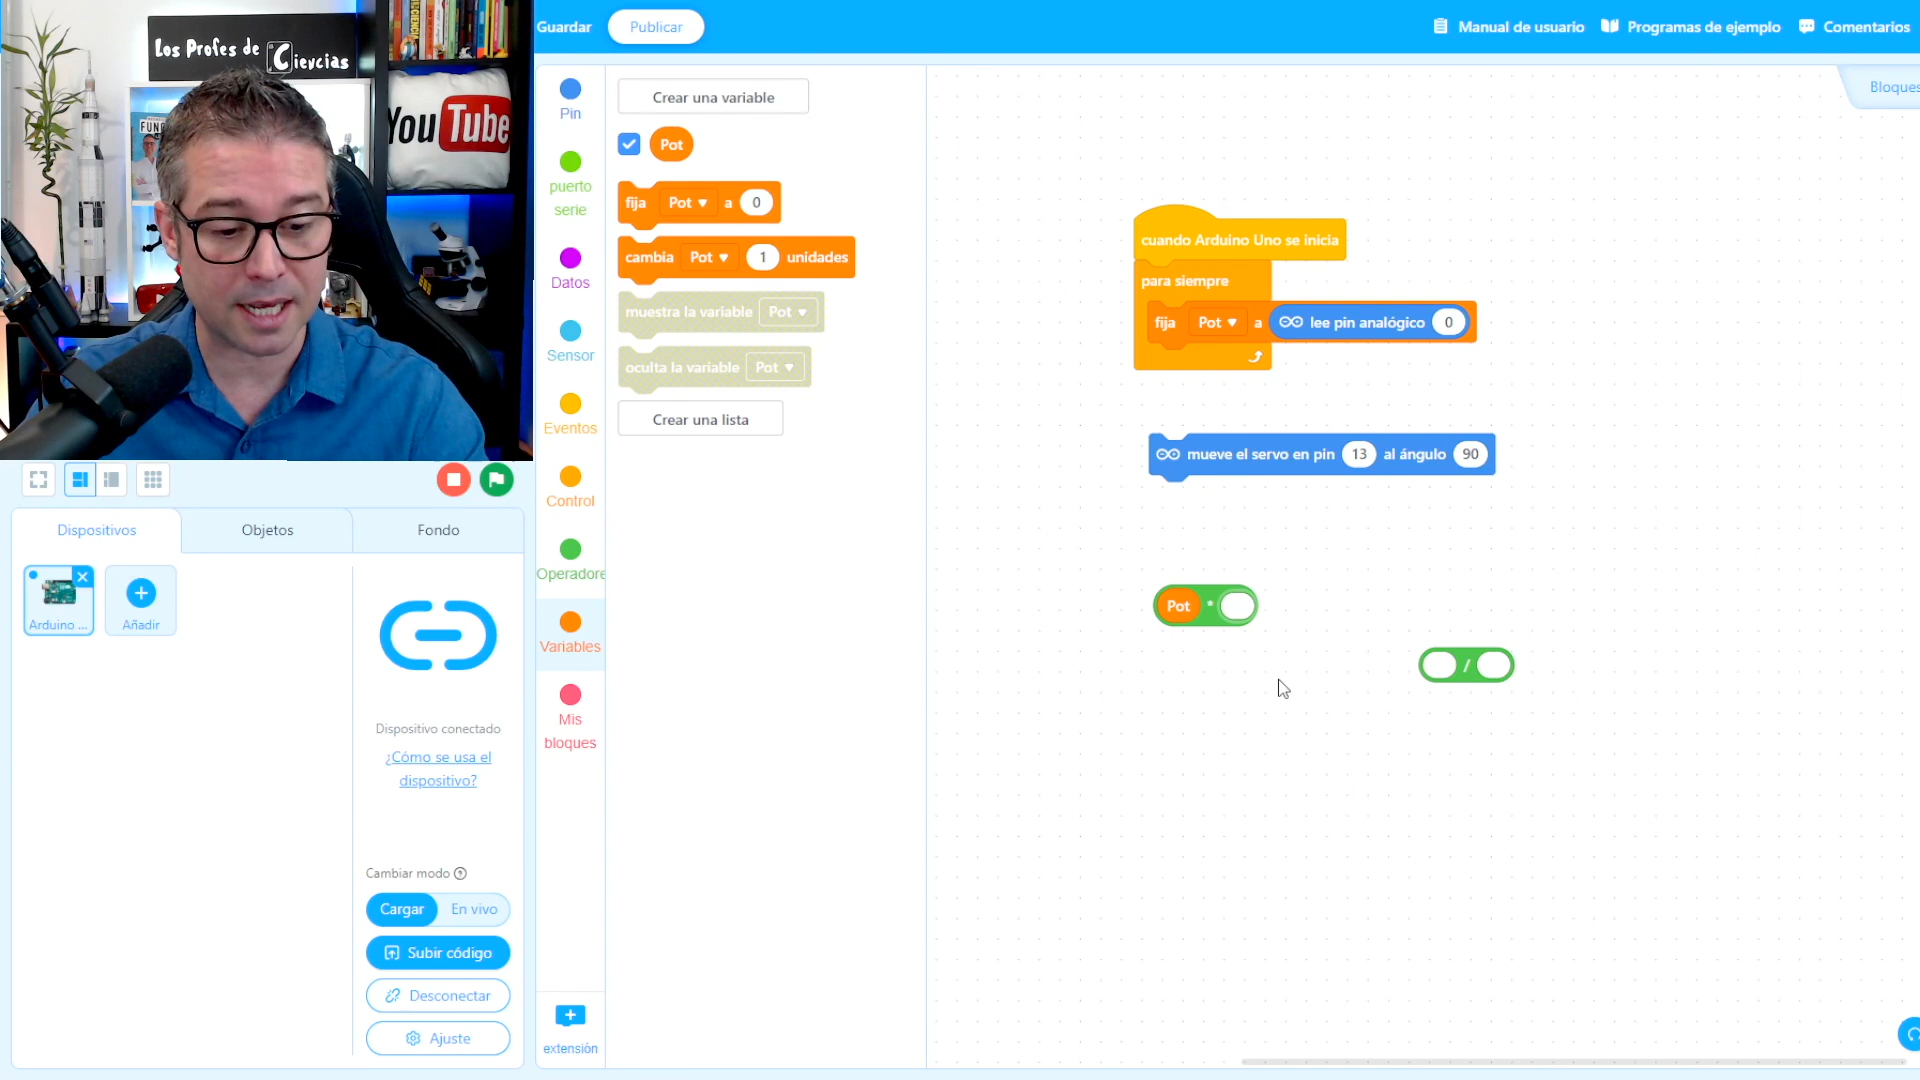 Los Profes de Ciencias
YouTube
Guardar
Publicar
Manual de usuario
Programas de ejemplo
Comentarios
Pin
puerto
serie
Datos
Sensor
Eventos
Control
Operadore
Variables
Mis
bloques
extensión
Crear una variable
Pot
fija Pot a 0
cambia Pot 1 unidades
muestra la variable Pot
oculta la variable Pot
Crear una lista
Bloques
cuando Arduino Uno se inicia
para siempre
fija Pot a lee pin analógico 0
mueve el servo en pin 13 al ángulo 90
Pot *
/
Dispositivos
Objetos
Fondo
Arduino ...
Añadir
Dispositivo conectado
¿Cómo se usa el
dispositivo?
Cambiar modo
Cargar
En vivo
Subir código
Desconectar
Ajuste